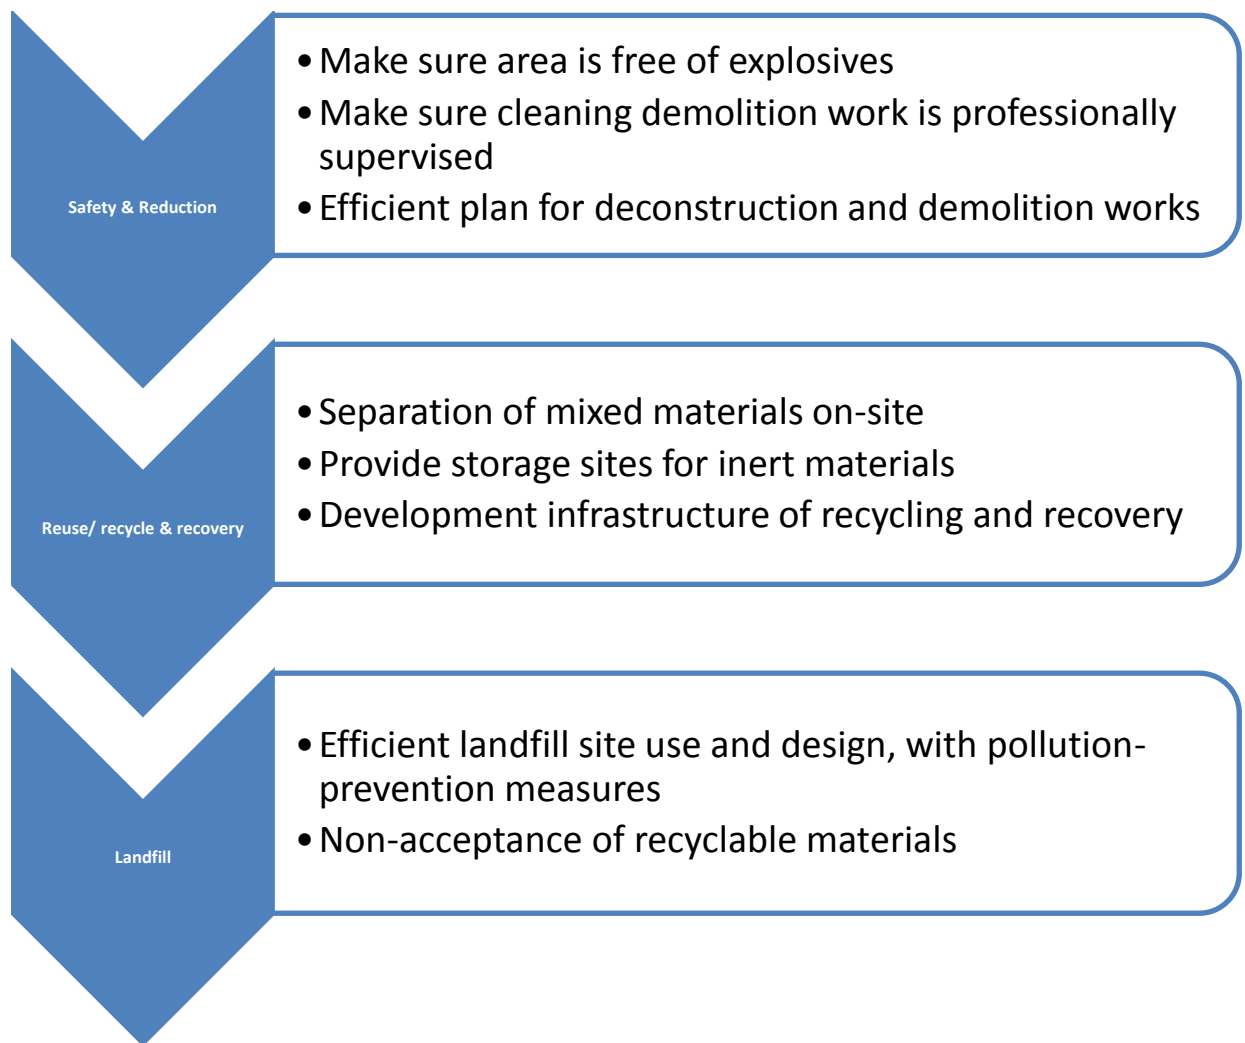 Safety & Reduction
• Make sure area is free of explosives
• Make sure cleaning demolition work is professionally
supervised
• Efficient plan for deconstruction and demolition works
Reuse/ recycle & recovery
• Separation of mixed materials on-site
• Provide storage sites for inert materials
• Development infrastructure of recycling and recovery
Landfill
• Efficient landfill site use and design, with pollution-
prevention measures
• Non-acceptance of recyclable materials